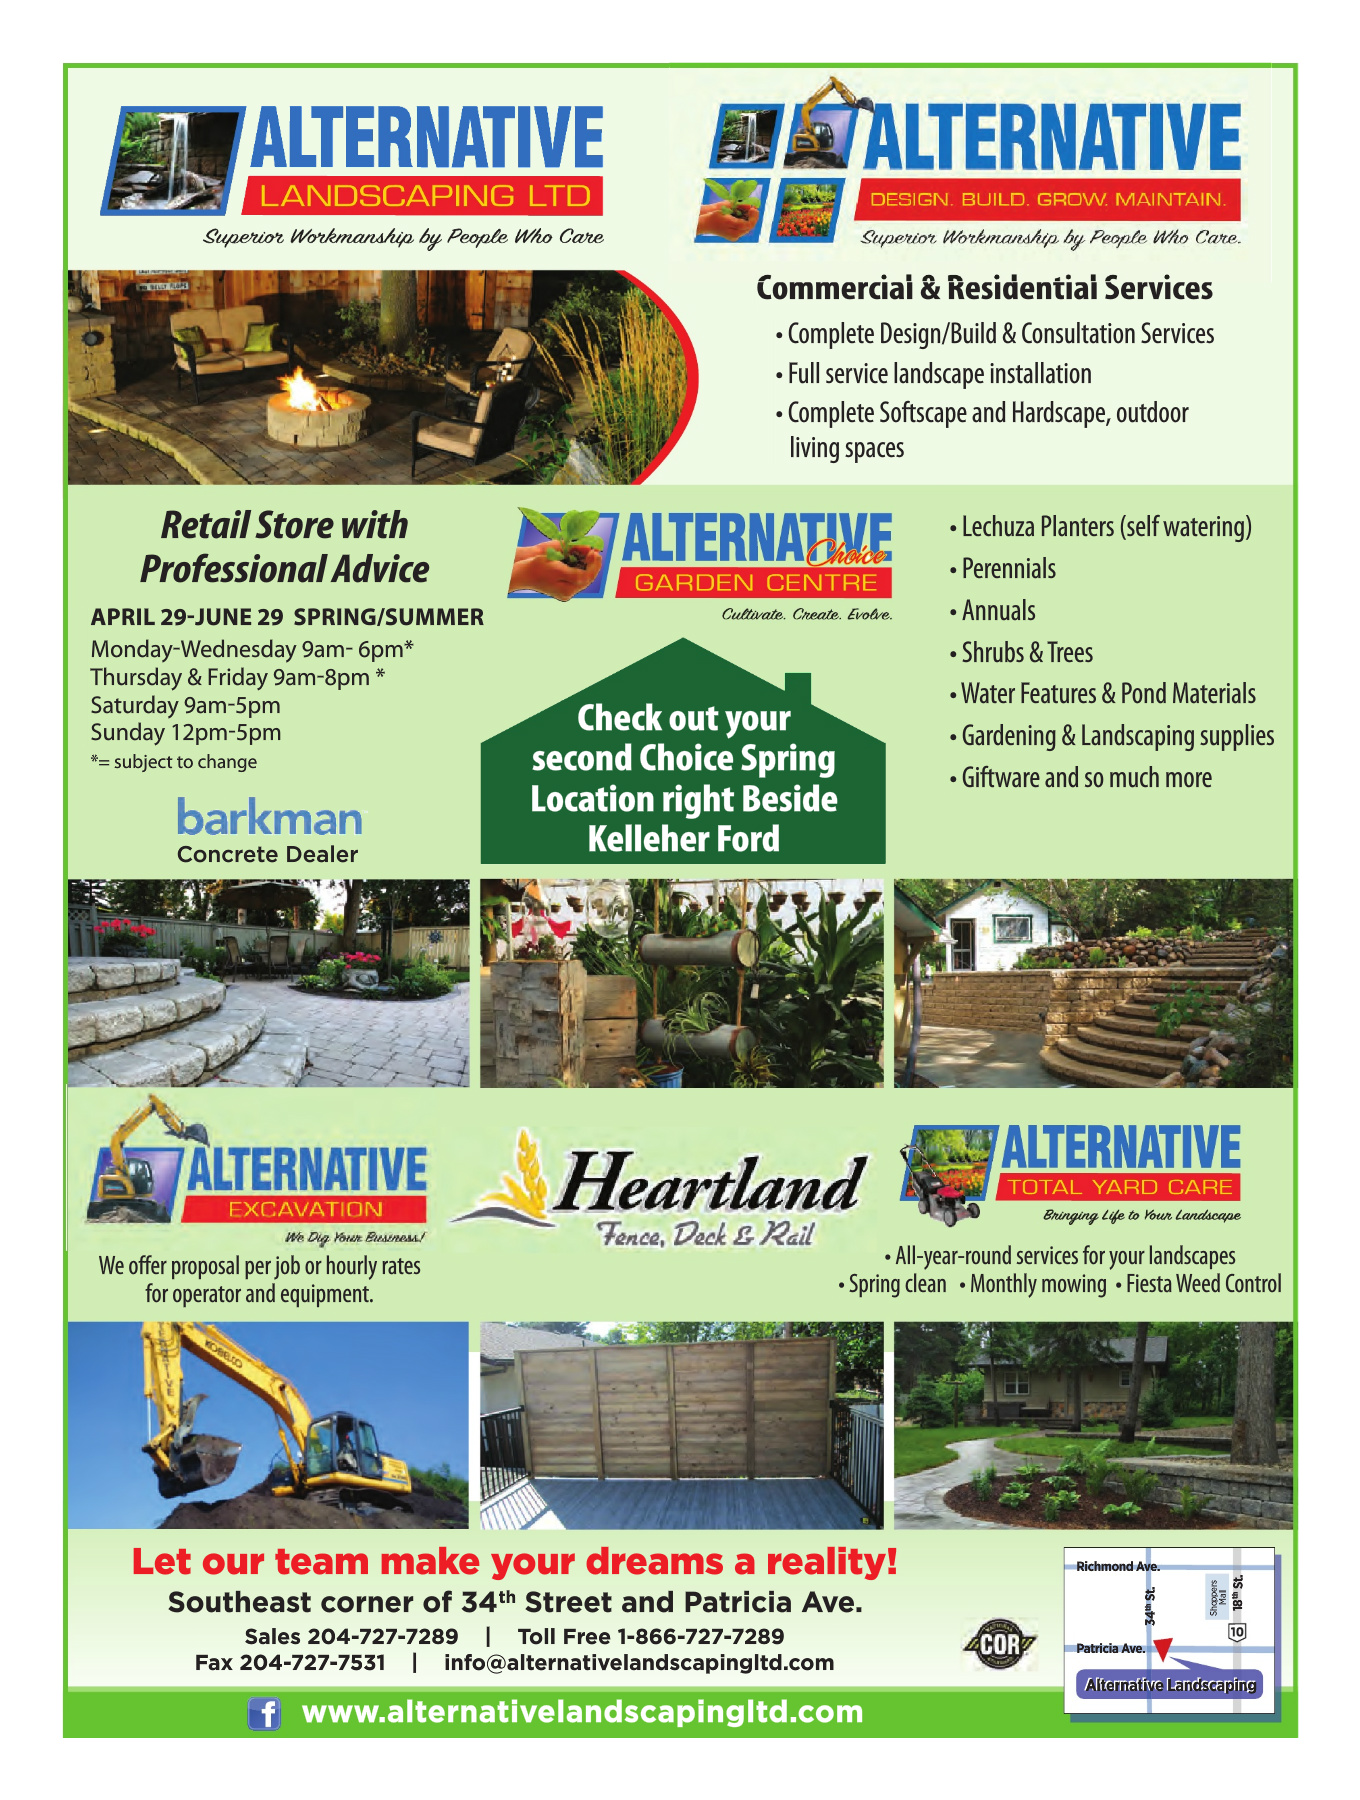 ALTERNATIVE
LANDSCAPING LTD
Superior Workmanship by People Who Care
ALTERNATIVE
DESIGN. BUILD. GROW. MAINTAIN.
Superior Workmanship by People Who Care.
Commercial & Residential Services
• Complete Design/Build & Consultation Services
• Full service landscape installation
• Complete Softscape and Hardscape, outdoor
living spaces
Retail Store with
Professional Advice
APRIL 29-JUNE 29 SPRING/SUMMER
Monday-Wednesday 9am- 6pm*
Thursday & Friday 9am-8pm *
Saturday 9am-5pm
Sunday 12pm-5pm
*= subject to change
barkman
Concrete Dealer
ALTERNATIVE
Choice
GARDEN CENTRE
Cultivate. Create. Evolve.
Check out your
second Choice Spring
Location right Beside
Kelleher Ford
• Lechuza Planters (self watering)
• Perennials
• Annuals
• Shrubs & Trees
• Water Features & Pond Materials
• Gardening & Landscaping supplies
• Giftware and so much more
ALTERNATIVE
EXCAVATION
We Dig Your Business!
We offer proposal per job or hourly rates
for operator and equipment.
Heartland
Fence, Deck & Rail
ALTERNATIVE
TOTAL YARD CARE
Bringing Life to Your Landscape
• All-year-round services for your landscapes
• Spring clean • Monthly mowing • Fiesta Weed Control
KOBELCO
Let our team make your dreams a reality!
Southeast corner of 34th Street and Patricia Ave.
Sales 204-727-7289 | Toll Free 1-866-727-7289
Fax 204-727-7531 | info@alternativelandscapingltd.com
f www.alternativelandscapingltd.com
COR
Richmond Ave.
34th St.
Shoppers
Mall
18th St.
10
Patricia Ave.
Alternative Landscaping